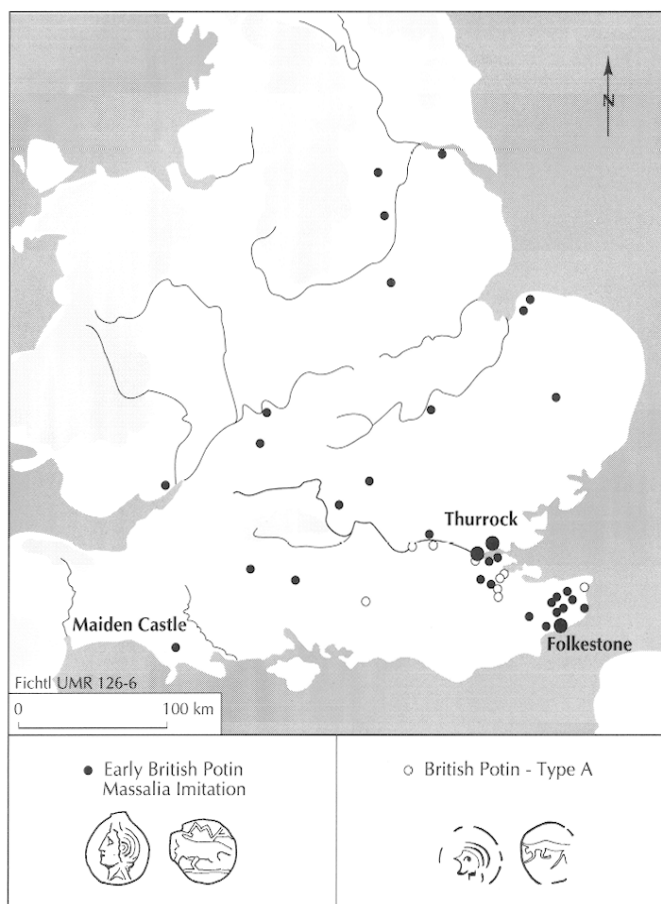 N
Thurrock
Maiden Castle
Folkestone
Fichtl UMR 126-6
0 100 km
Early British Potin
Massalia Imitation
British Potin - Type A